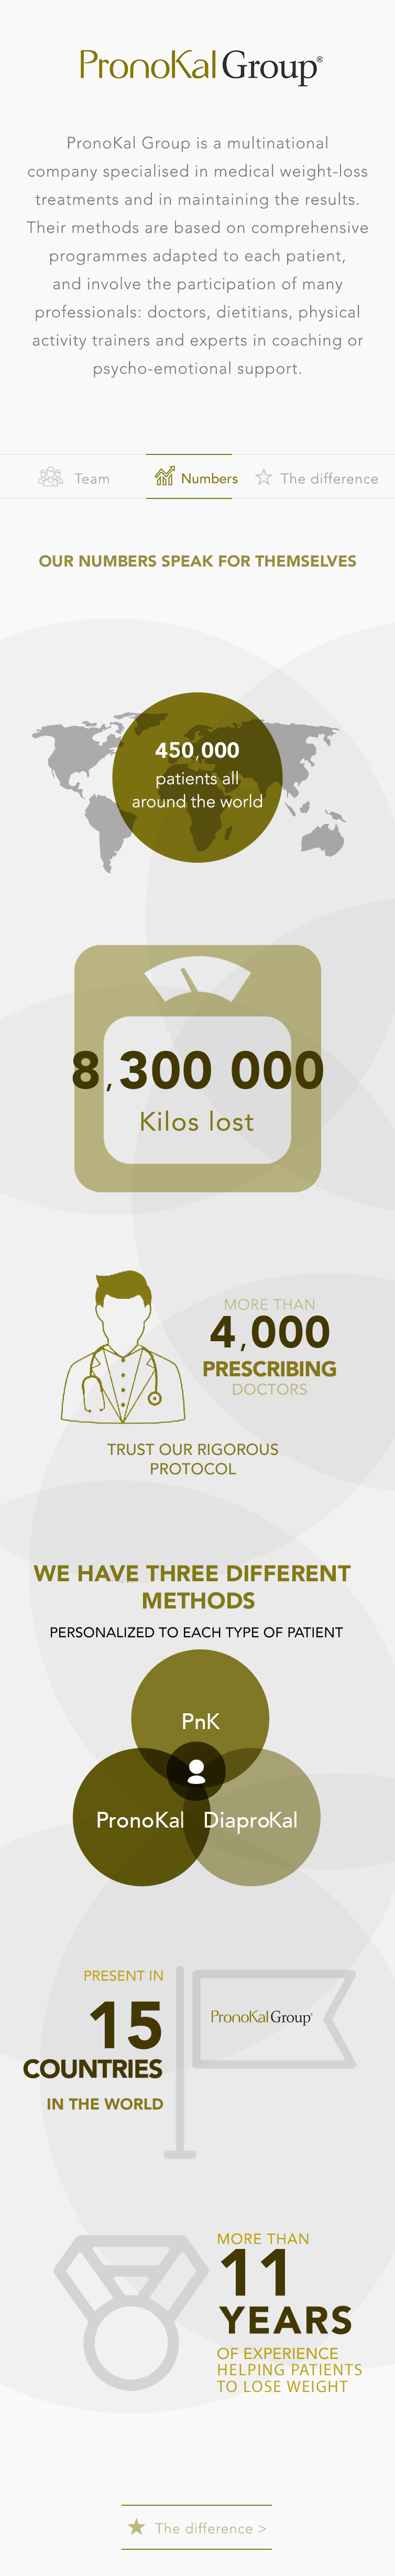 PronoKal Group®
PronoKal Group is a multinational
company specialised in medical weight-loss
treatments and in maintaining the results.
Their methods are based on comprehensive
programmes adapted to each patient,
and involve the participation of many
professionals: doctors, dietitians, physical
activity trainers and experts in coaching or
psycho-emotional support.
Team
Numbers
The difference
OUR NUMBERS SPEAK FOR THEMSELVES
450,000
patients all
around the world
8,300 000
Kilos lost
MORE THAN
4,000
PRESCRIBING
DOCTORS
TRUST OUR RIGOROUS
PROTOCOL
WE HAVE THREE DIFFERENT
METHODS
PERSONALIZED TO EACH TYPE OF PATIENT
PnK
PronoKal
DiaproKal
PRESENT IN
15
COUNTRIES
IN THE WORLD
PronoKal Group®
MORE THAN
11
YEARS
OF EXPERIENCE
HELPING PATIENTS
TO LOSE WEIGHT
The difference >